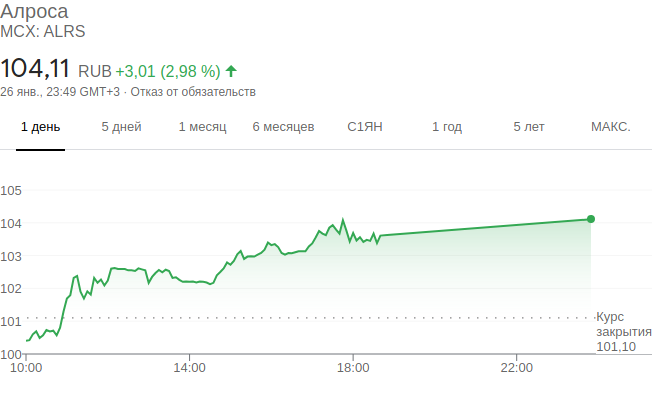 Алроса
MCX: ALRS
104,11 RUB +3,01 (2,98 %)
26 янв., 23:49 GMT+3 · Отказ от обязательств
1 день 5 дней 1 месяц 6 месяцев С1ЯН 1 год 5 лет МАКС.
105
104
103
102
101
100
Курс
закрытия
101,10
10:00 14:00 18:00 22:00